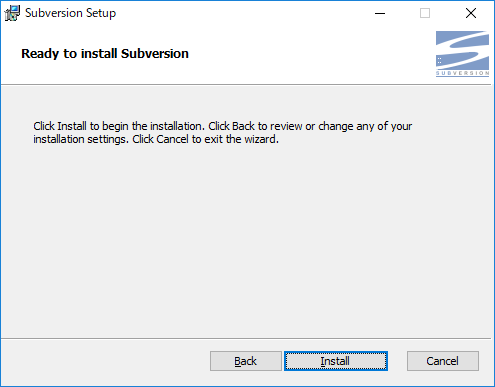 Subversion Setup
Ready to install Subversion
SUBVERSION
Click Install to begin the installation. Click Back to review or change any of your
installation settings. Click Cancel to exit the wizard.
Back
Install
Cancel